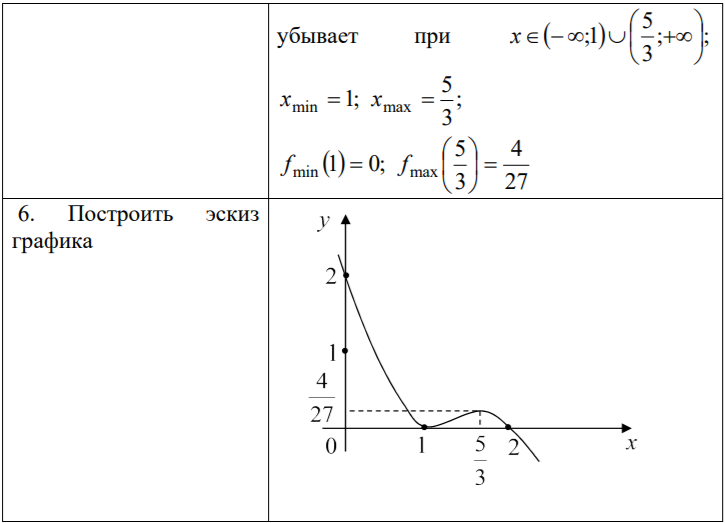 убывает при x ∈ (− ∞;1) ∪ (5/3;+∞);
x_min = 1; x_max = 5/3;
f_min(1) = 0; f_max(5/3) = 4/27
6. Построить эскиз
графика
y
2
1
4/27
0 1 5/3 2 x